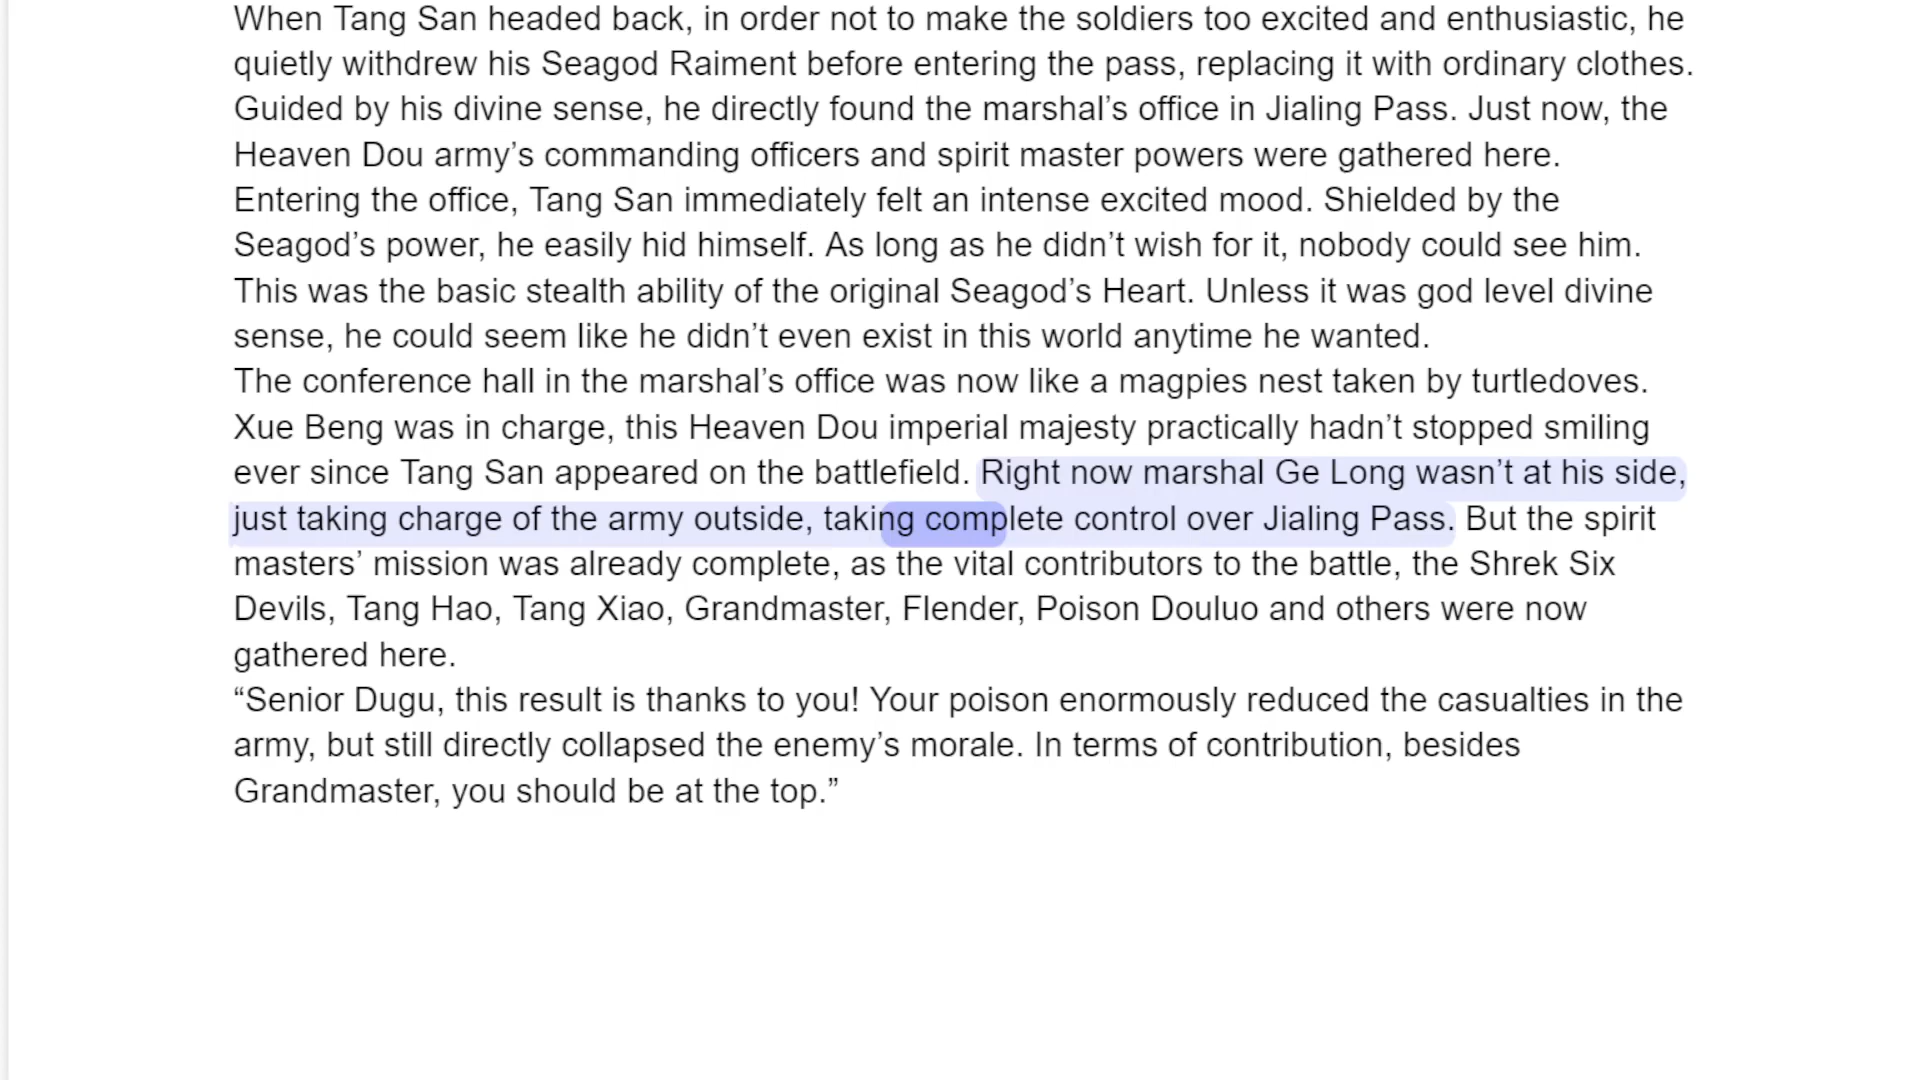 When Tang San headed back, in order not to make the soldiers too excited and enthusiastic, he
quietly withdrew his Seagod Raiment before entering the pass, replacing it with ordinary clothes.
Guided by his divine sense, he directly found the marshal’s office in Jialing Pass. Just now, the
Heaven Dou army’s commanding officers and spirit master powers were gathered here.
Entering the office, Tang San immediately felt an intense excited mood. Shielded by the
Seagod’s power, he easily hid himself. As long as he didn’t wish for it, nobody could see him.
This was the basic stealth ability of the original Seagod’s Heart. Unless it was god level divine
sense, he could seem like he didn’t even exist in this world anytime he wanted.
The conference hall in the marshal’s office was now like a magpies nest taken by turtledoves.
Xue Beng was in charge, this Heaven Dou imperial majesty practically hadn’t stopped smiling
ever since Tang San appeared on the battlefield. Right now marshal Ge Long wasn’t at his side,
just taking charge of the army outside, taking complete control over Jialing Pass. But the spirit
masters’ mission was already complete, as the vital contributors to the battle, the Shrek Six
Devils, Tang Hao, Tang Xiao, Grandmaster, Flender, Poison Douluo and others were now
gathered here.
“Senior Dugu, this result is thanks to you! Your poison enormously reduced the casualties in the
army, but still directly collapsed the enemy’s morale. In terms of contribution, besides
Grandmaster, you should be at the top.”